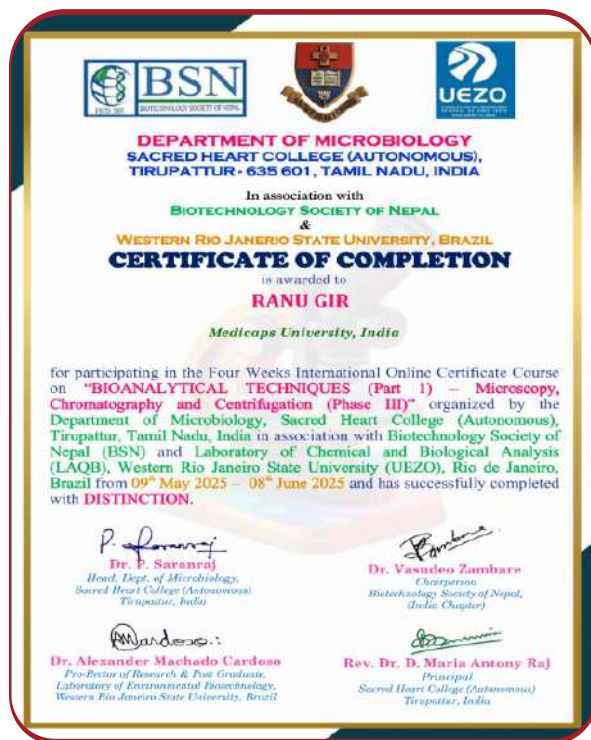 BSN
BIOTECHNOLOGY SOCIETY OF NEPAL
UEZO
DEPARTMENT OF MICROBIOLOGY
SACRED HEART COLLEGE (AUTONOMOUS),
TIRUPATTUR - 635 601, TAMIL NADU, INDIA
In association with
BIOTECHNOLOGY SOCIETY OF NEPAL
&
WESTERN RIO JANERIO STATE UNIVERSITY, BRAZIL
CERTIFICATE OF COMPLETION
is awarded to
RANU GIR
Medicaps University, India
for participating in the Four Weeks International Online Certificate Course
on "BIOANALYTICAL TECHNIQUES (Part 1) – Microscopy,
Chromatography and Centrifugation (Phase III)" organized by the
Department of Microbiology, Sacred Heart College (Autonomous),
Tirupattur, Tamil Nadu, India in association with Biotechnology Society of
Nepal (BSN) and Laboratory of Chemical and Biological Analysis
(LAQB), Western Rio Janeiro State University (UEZO), Rio de Janeiro,
Brazil from 09th May 2025 – 08th June 2025 and has successfully completed
with DISTINCTION.
Dr. P. Saranraj
Head, Dept. of Microbiology,
Sacred Heart College (Autonomous)
Tirupattur, India
Dr. Vasudeo Zambare
Chairperson
Biotechnology Society of Nepal,
(India Chapter)
Dr. Alexander Machado Cardoso
Pro-Rector of Research & Post Graduate,
Laboratory of Environmental Biotechnology,
Western Rio Janeiro State University, Brazil
Rev. Dr. D. Maria Antony Raj
Principal
Sacred Heart College (Autonomous)
Tirupattur, India